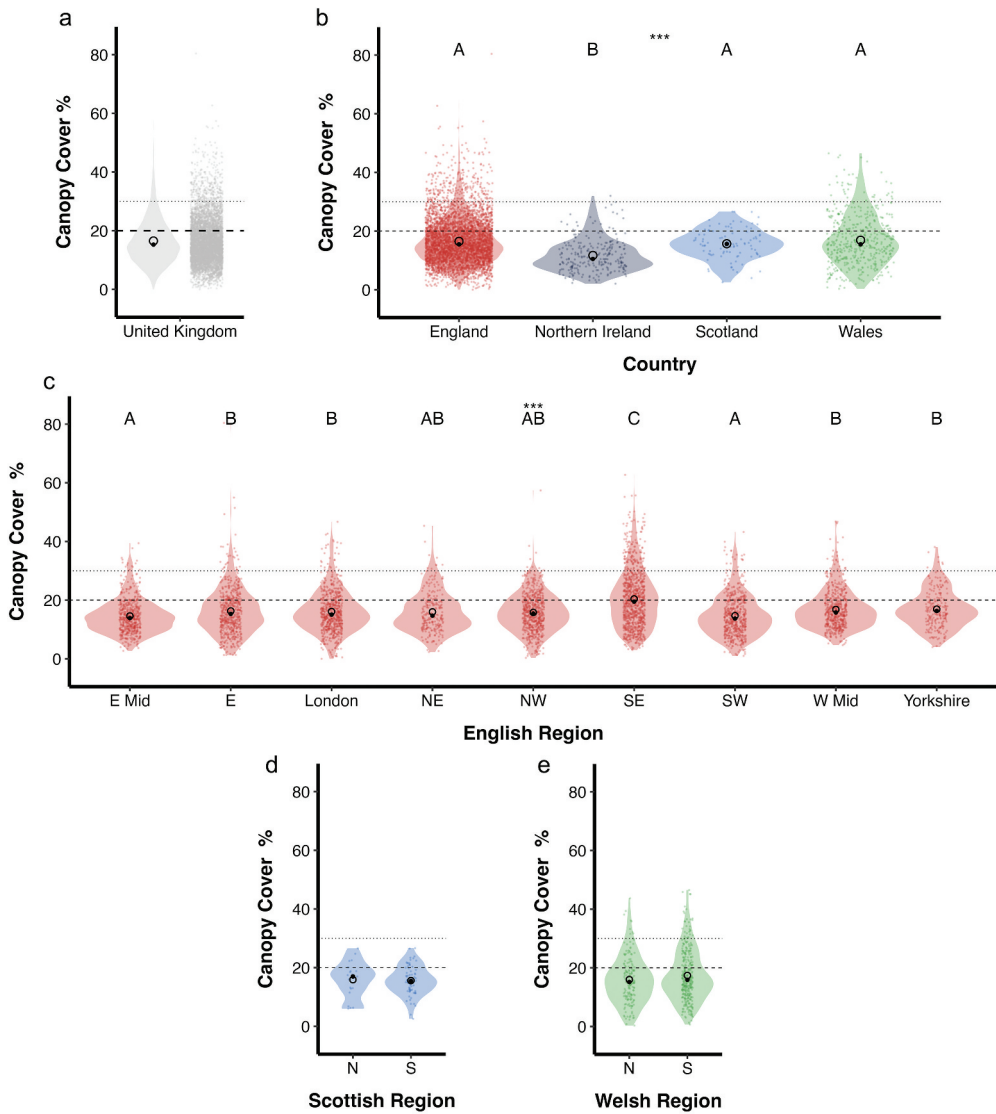 a
Canopy Cover %
80
60
40
20
0
United Kingdom
b
Canopy Cover %
80
60
40
20
0
***
A B A A
England Northern Ireland Scotland Wales
Country
c
Canopy Cover %
80
60
40
20
0
***
A B B AB AB C A B B
E Mid E London NE NW SE SW W Mid Yorkshire
English Region
d
Canopy Cover %
80
60
40
20
0
N S
Scottish Region
e
Canopy Cover %
80
60
40
20
0
N S
Welsh Region